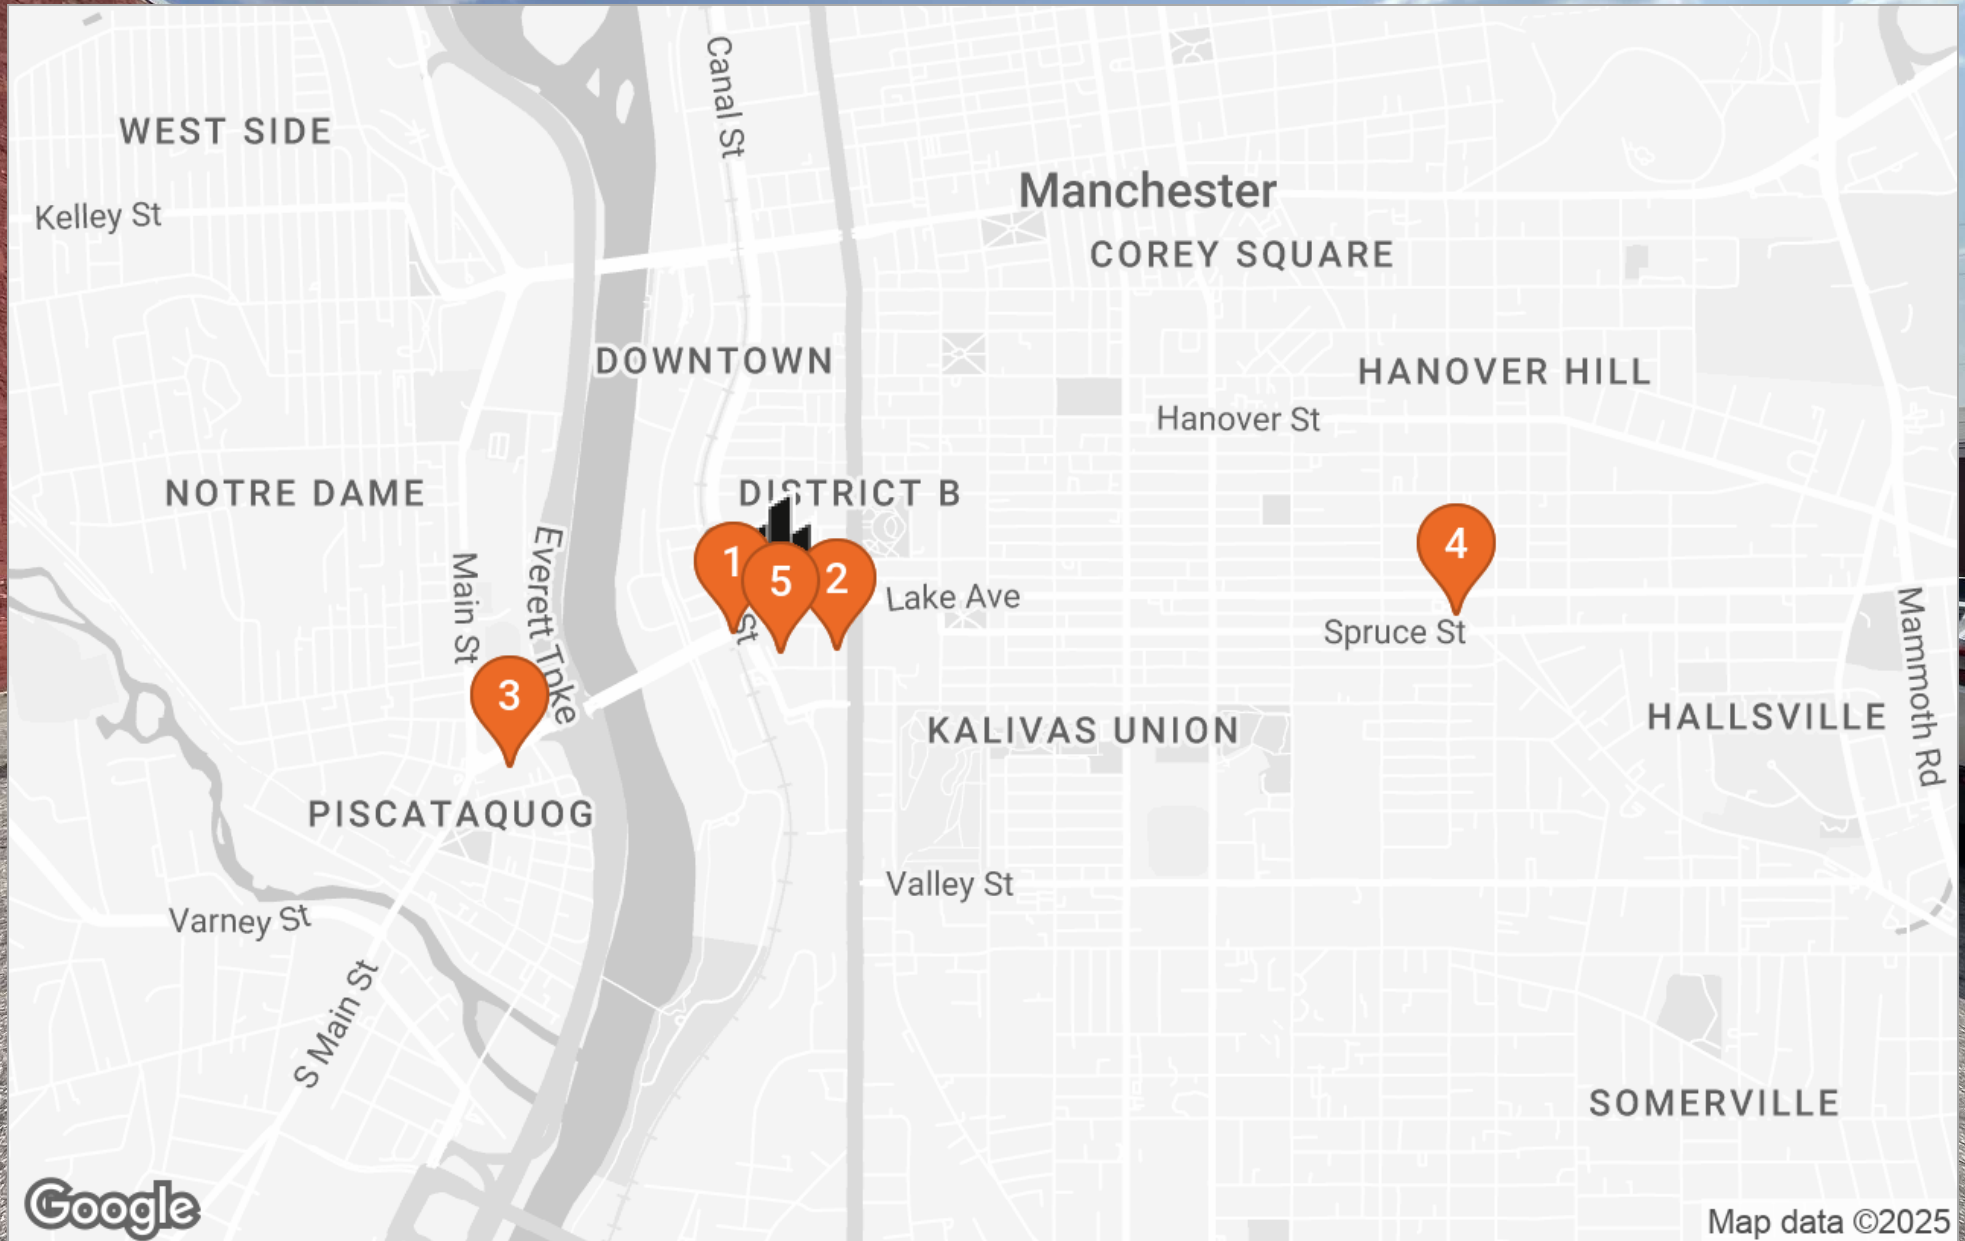 Canal St
WEST SIDE
Manchester
Kelley St
COREY SQUARE
DOWNTOWN
HANOVER HILL
Hanover St
NOTRE DAME
DISTRICT B
Main St
Everett Tpke
1
5
2
4
St
Lake Ave
Spruce St
Mammoth Rd
3
KALIVAS UNION
HALLSVILLE
PISCATAQUOG
Valley St
Varney St
S Main St
SOMERVILLE
Google
Map data ©2025